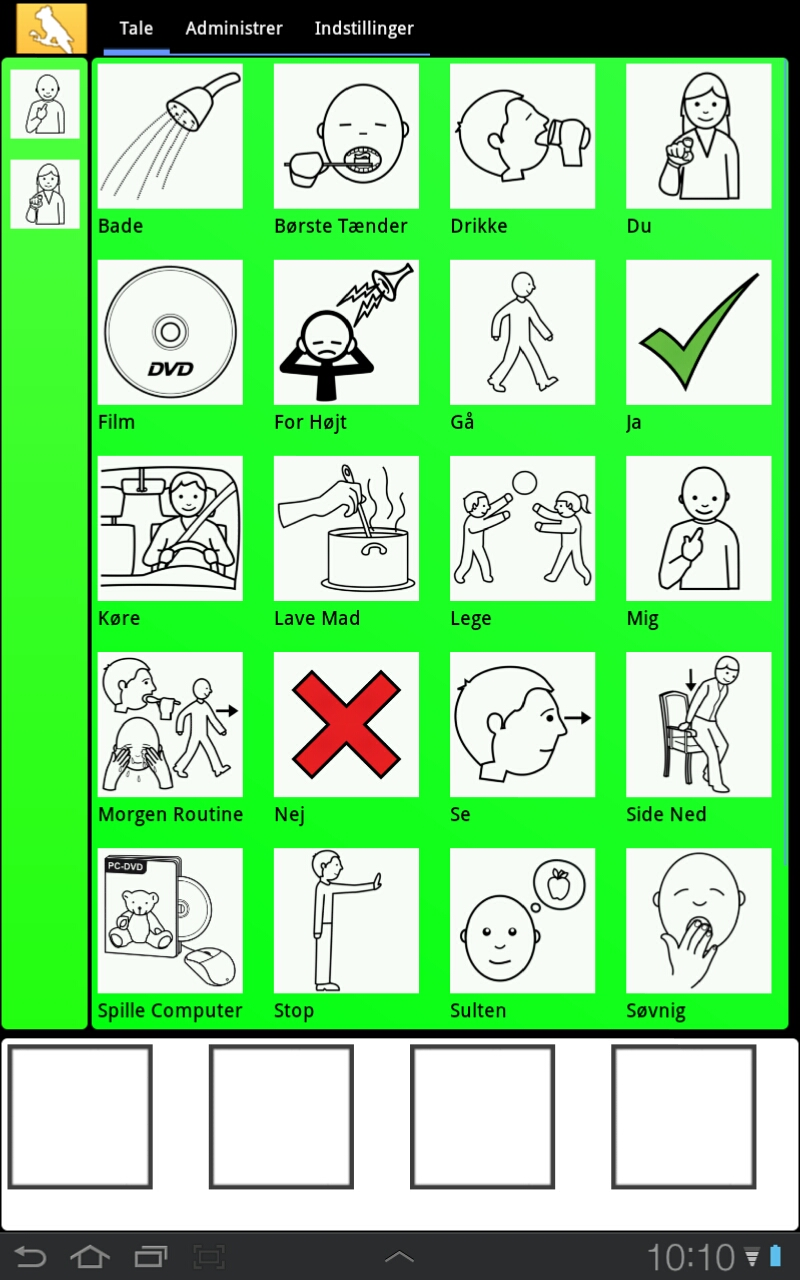 Tale Administrer Indstillinger
Bade Børste Tænder Drikke Du
DVD
Film For Højt Gå Ja
Køre Lave Mad Lege Mig
Morgen Routine Nej Se Side Ned
PC-DVD
Spille Computer Stop Sulten Søvnig
10:10